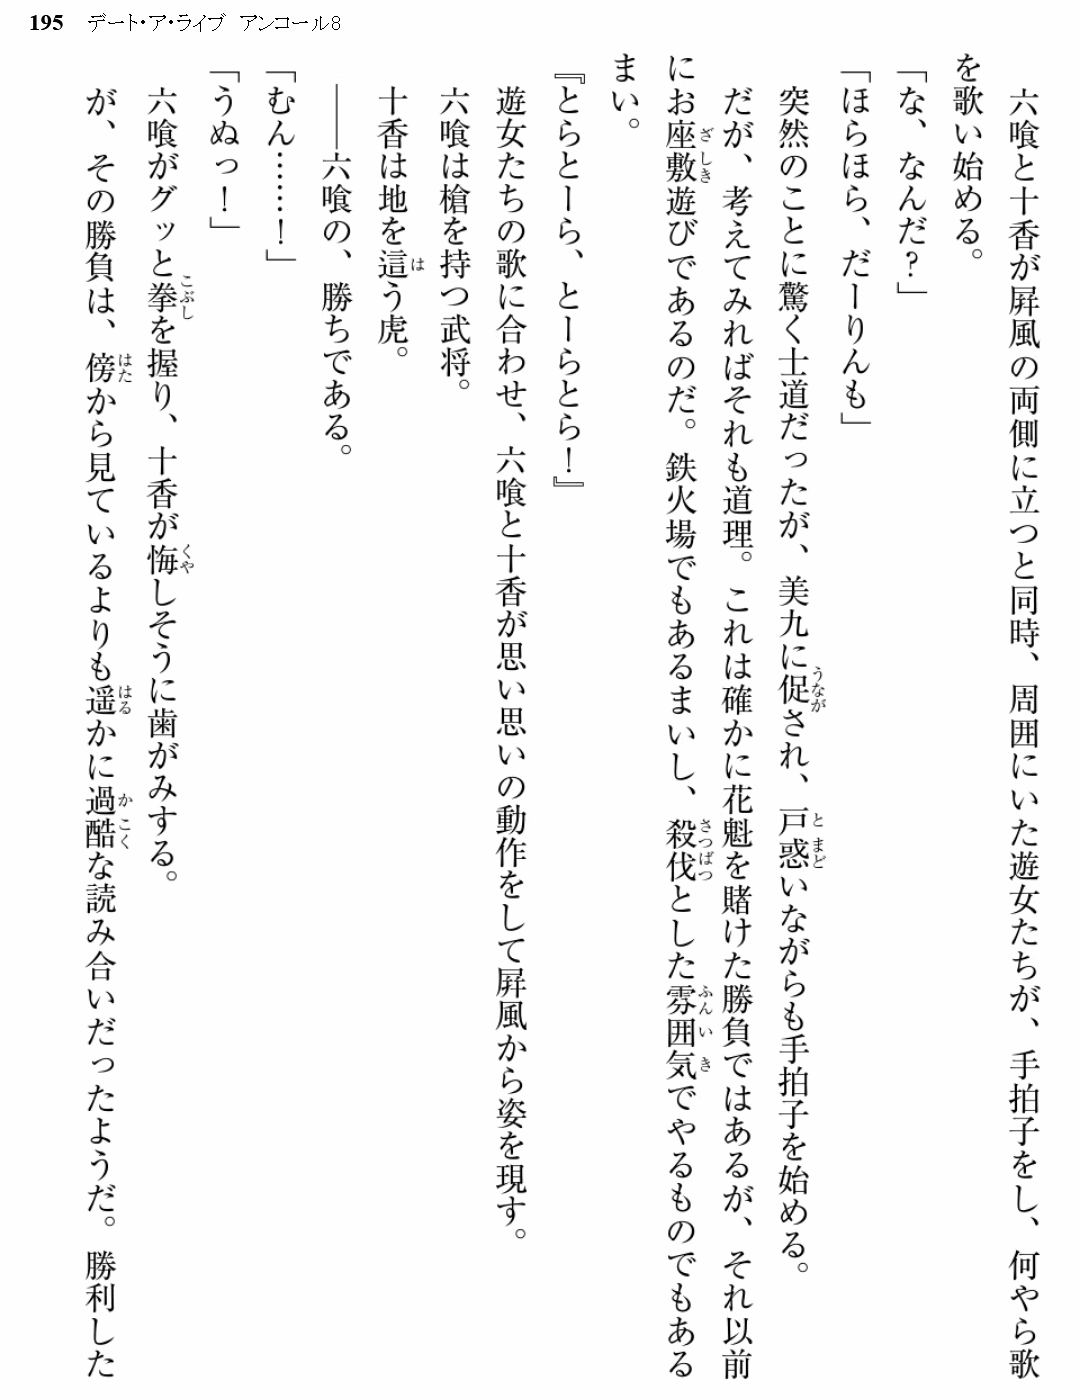 195 デート・ア・ライブ アンコール8
六喰と十香が屛風の両側に立つと同時、周囲にいた遊女たちが、手拍子をし、何やら歌
を歌い始める。
「な、なんだ?」
「ほらほら、だーりんも」
突然のことに驚く士道だったが、美九に促され、戸惑いながらも手拍子を始める。
だが、考えてみればそれも道理。これは確かに花魁を賭けた勝負ではあるが、それ以前
にお座敷遊びであるのだ。鉄火場でもあるまいし、殺伐とした雰囲気でやるものでもある
まい。
『とらとーら、とーらとら!』
遊女たちの歌に合わせ、六喰と十香が思い思いの動作をして屛風から姿を現す。
六喰は槍を持つ武将。
十香は地を這う虎。
――六喰の、勝ちである。
「むん……!」
「うぬっ!」
六喰がグッと拳を握り、十香が悔しそうに歯がみする。
が、その勝負は、傍から見ているよりも遥かに過酷な読み合いだったようだ。勝利した